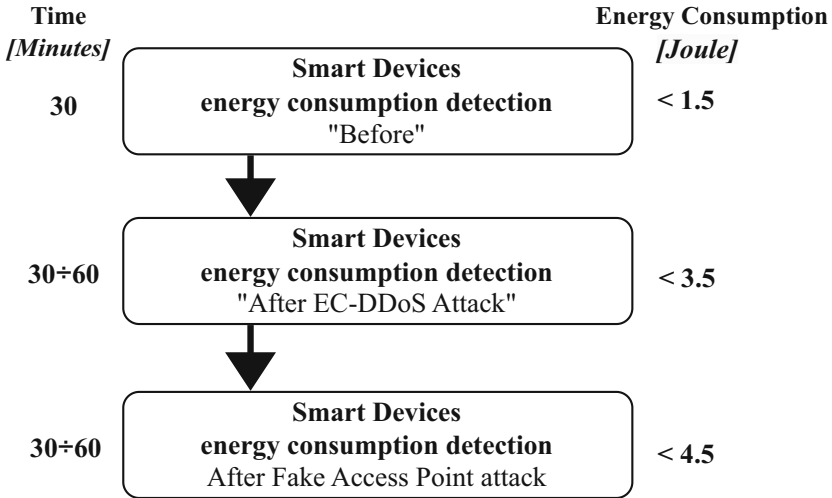 Time
[Minutes]
Energy Consumption
[Joule]
30
Smart Devices
energy consumption detection
"Before"
< 1.5
30÷60
Smart Devices
energy consumption detection
"After EC-DDoS Attack"
< 3.5
30÷60
Smart Devices
energy consumption detection
After Fake Access Point attack
< 4.5